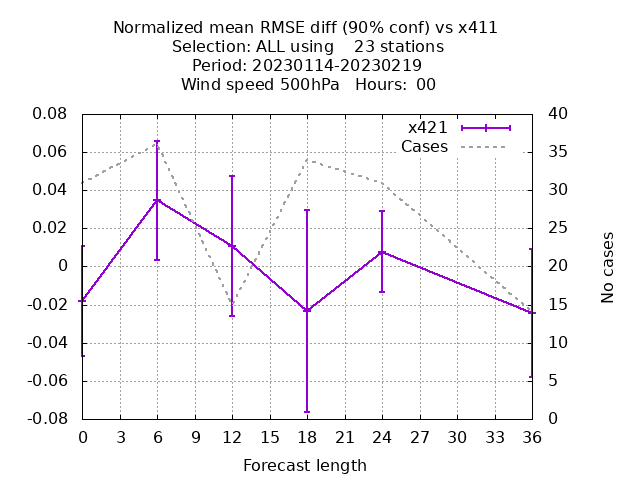 Normalized mean RMSE diff (90% conf) vs x411
Selection: ALL using    23 stations
Period: 20230114-20230219
Wind speed 500hPa   Hours:  00
x421
Cases
0.08
0.06
0.04
0.02
0
-0.02
-0.04
-0.06
-0.08
40
35
30
25
20
15
10
5
0
No cases
0 3 6 9 12 15 18 21 24 27 30 33 36
Forecast length